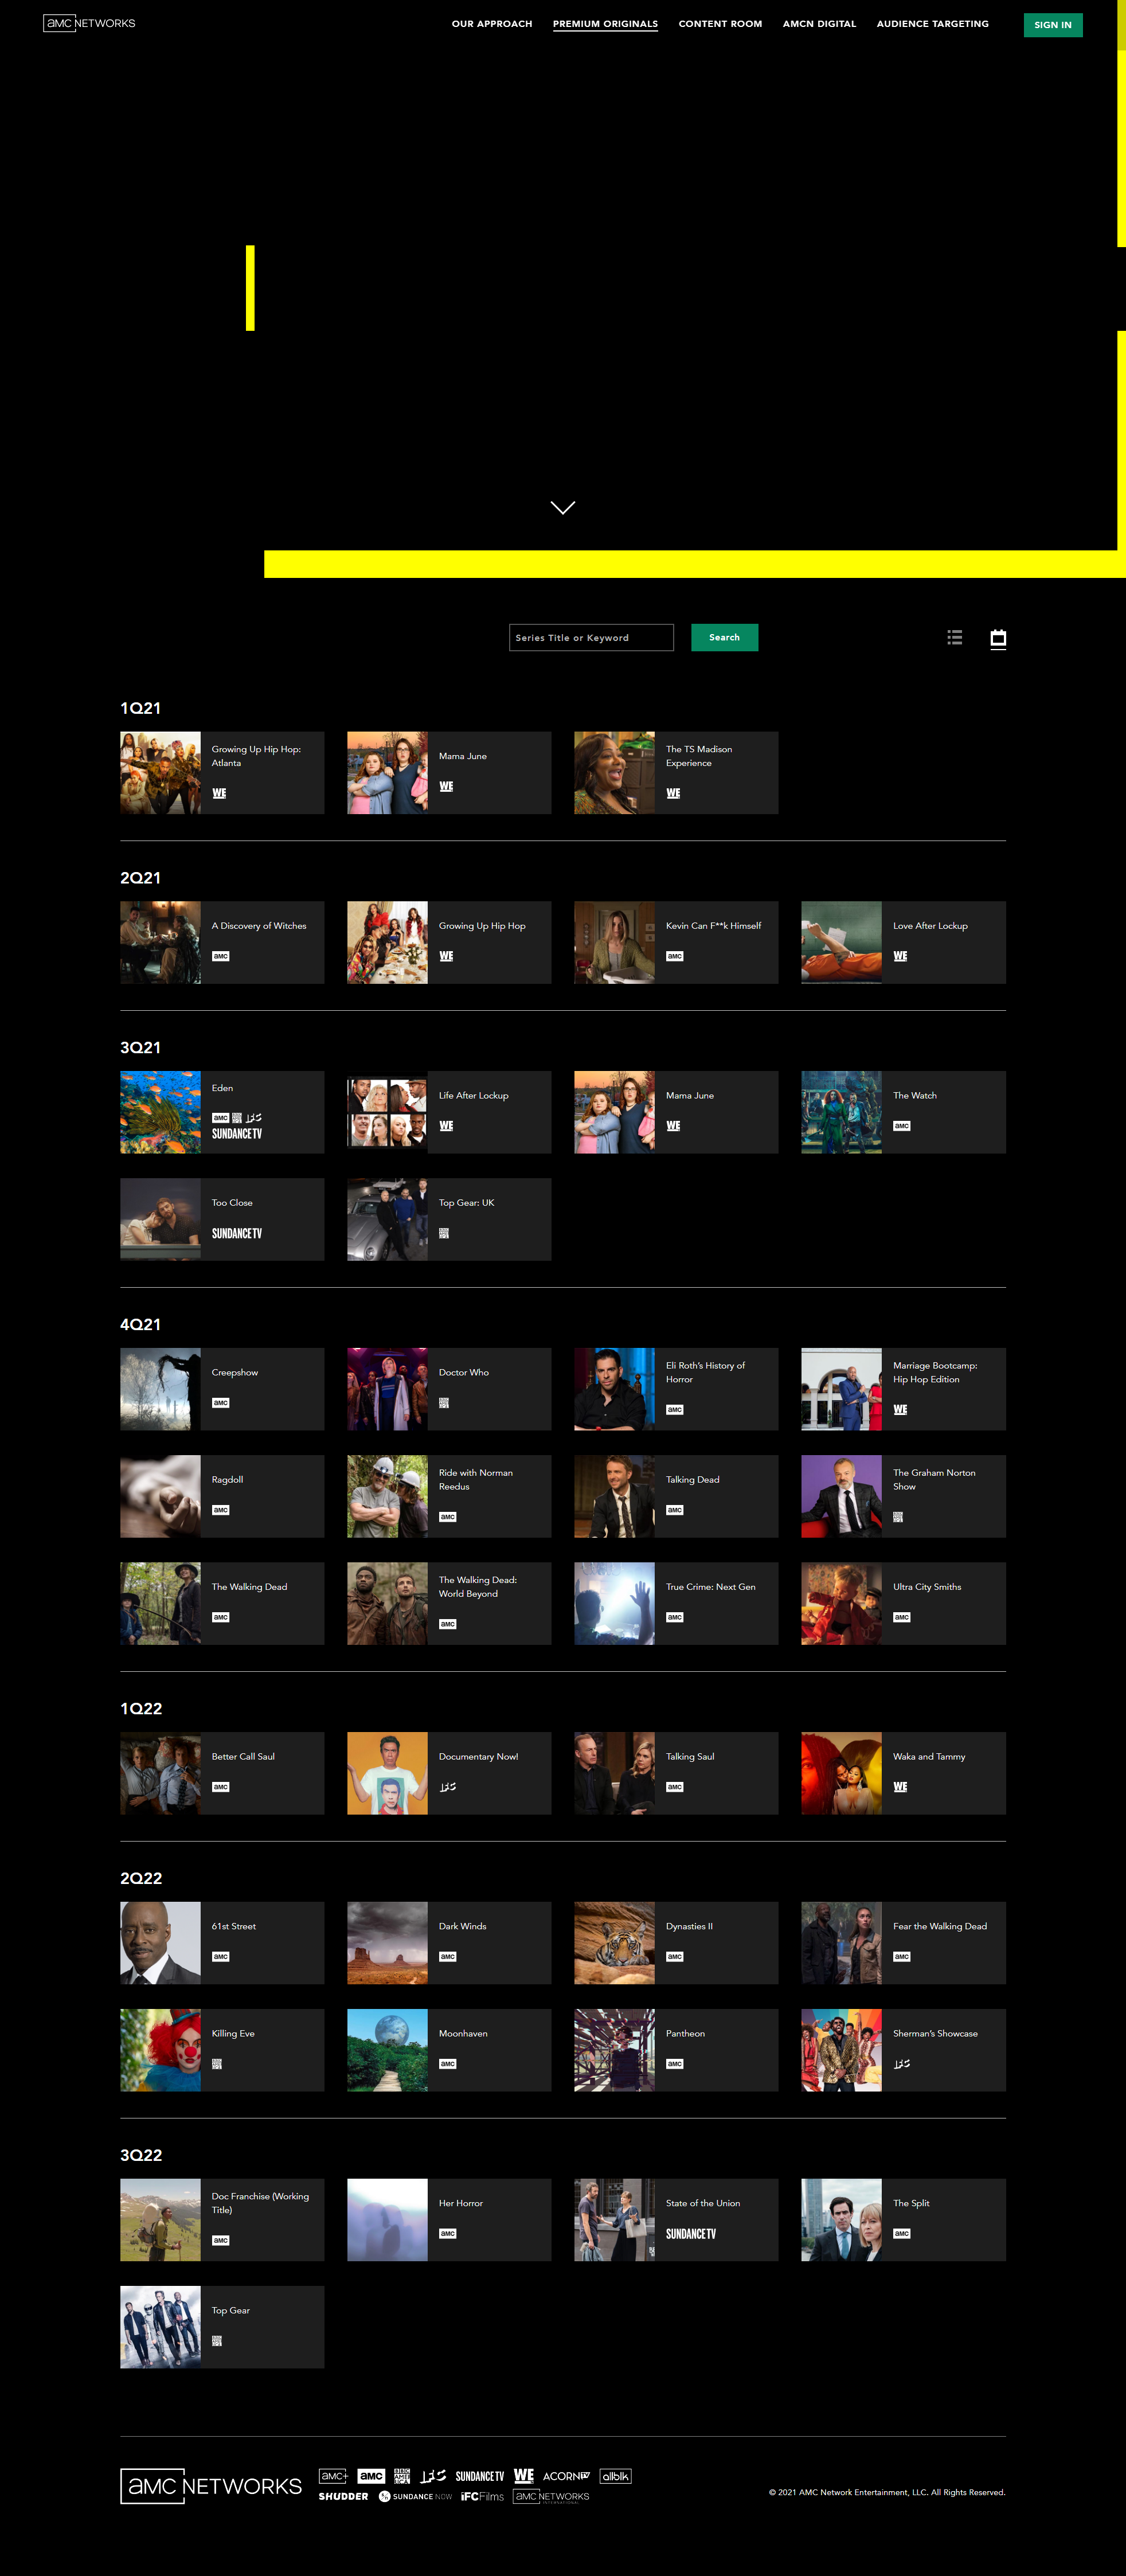 aMC NETWORKS
OUR APPROACH
PREMIUM ORIGINALS
CONTENT ROOM
AMCN DIGITAL
AUDIENCE TARGETING
SIGN IN
Series Title or Keyword
Search
1Q21
Growing Up Hip Hop:
Atlanta
WE
Mama June
WE
The TS Madison
Experience
WE
2Q21
A Discovery of Witches
aMC
Growing Up Hip Hop
WE
Kevin Can F**k Himself
aMC
Love After Lockup
WE
3Q21
Eden
aMC IFC
SUNDANCE TV
Life After Lockup
WE
Mama June
WE
The Watch
aMC
Too Close
SUNDANCE TV
Top Gear: UK
4Q21
Creepshow
aMC
Doctor Who
Eli Roth's History of
Horror
aMC
Marriage Bootcamp:
Hip Hop Edition
WE
Ragdoll
aMC
Ride with Norman
Reedus
aMC
Talking Dead
aMC
The Graham Norton
Show
The Walking Dead
aMC
The Walking Dead:
World Beyond
aMC
True Crime: Next Gen
aMC
Ultra City Smiths
aMC
1Q22
Better Call Saul
aMC
Documentary Now!
IFC
Talking Saul
aMC
Waka and Tammy
WE
2Q22
61st Street
aMC
Dark Winds
aMC
Dynasties II
aMC
Fear the Walking Dead
aMC
Killing Eve
Moonhaven
aMC
Pantheon
aMC
Sherman's Showcase
IFC
3Q22
Doc Franchise (Working
Title)
aMC
Her Horror
aMC
State of the Union
SUNDANCE TV
The Split
aMC
Top Gear
aMC NETWORKS
aMC+ aMC BBC AMERICA IFC SUNDANCE TV WE ACORN TV allblk
SHUDDER SUNDANCE NOW IFC Films aMC NETWORKS INTERNATIONAL
© 2021 AMC Network Entertainment, LLC. All Rights Reserved.